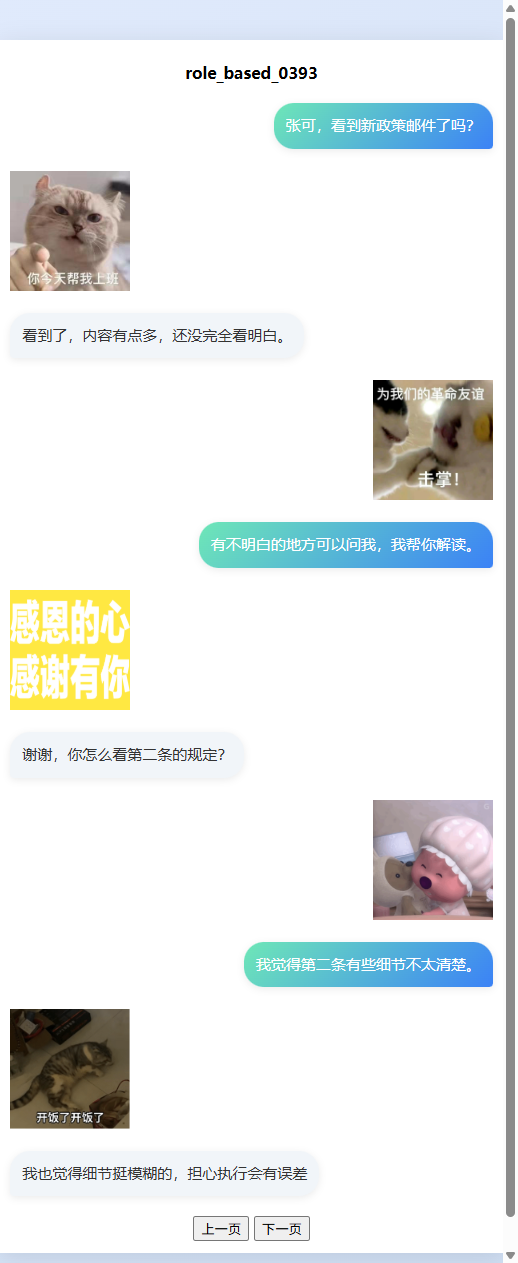 role_based_0393
张可，看到新政策邮件了吗？
你今天帮我上班
看到了，内容有点多，还没完全看明白。
为我们的革命友谊
击掌！
有不明白的地方可以问我，我帮你解读。
感恩的心
感谢有你
谢谢，你怎么看第二条的规定？
我觉得第二条有些细节不太清楚。
开饭了开饭了
我也觉得细节挺模糊的，担心执行会有误差
上一页 下一页